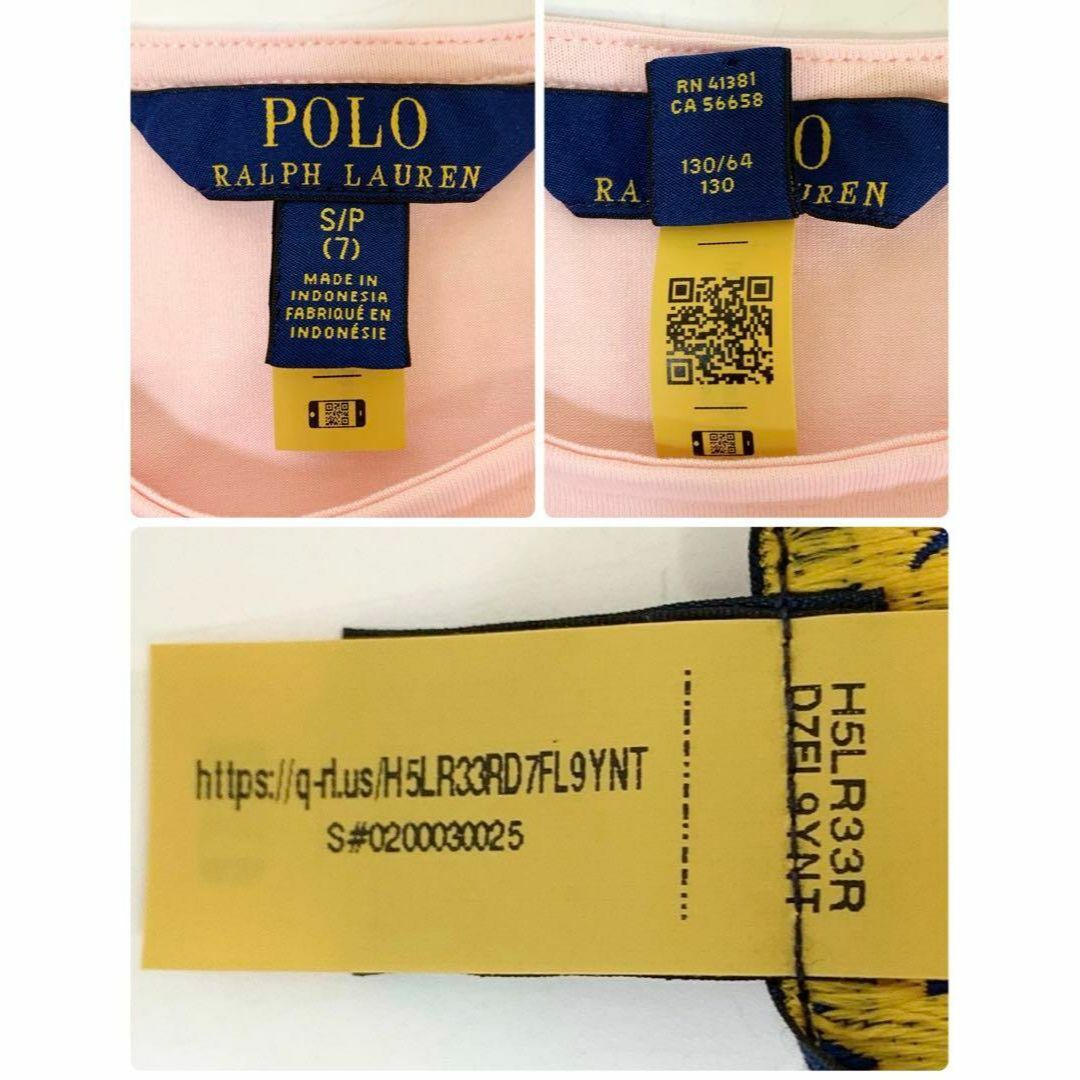 POLO
RALPH LAUREN
S/P
(7)
MADE IN
INDONESIA
FABRIQUÉ EN
INDONÉSIE
RN 41381
CA 56658
130/64
130
O
RA
UREN
https://q-rl.us/H5LR33RD7FL9YNT
S#0200030025
H5LR33R
D7FL9YNT